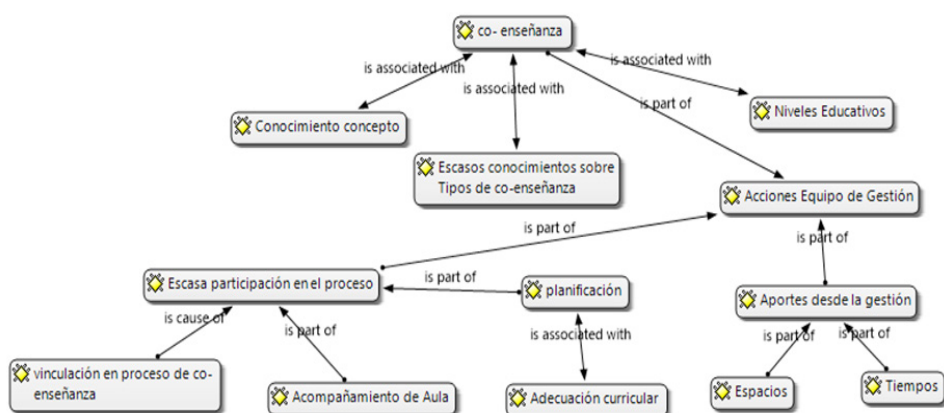 co- enseñanza
is associated with
is associated with
is associated with
is part of
Conocimiento concepto
Niveles Educativos
Escasos conocimientos sobre
Tipos de co-enseñanza
Acciones Equipo de Gestión
is part of
is part of
Escasa participación en el proceso
is part of
planificación
Aportes desde la gestión
is cause of
is part of
is associated with
is part of
is part of
vinculación en proceso de co-
enseñanza
Acompañamiento de Aula
Adecuación curricular
Espacios
Tiempos